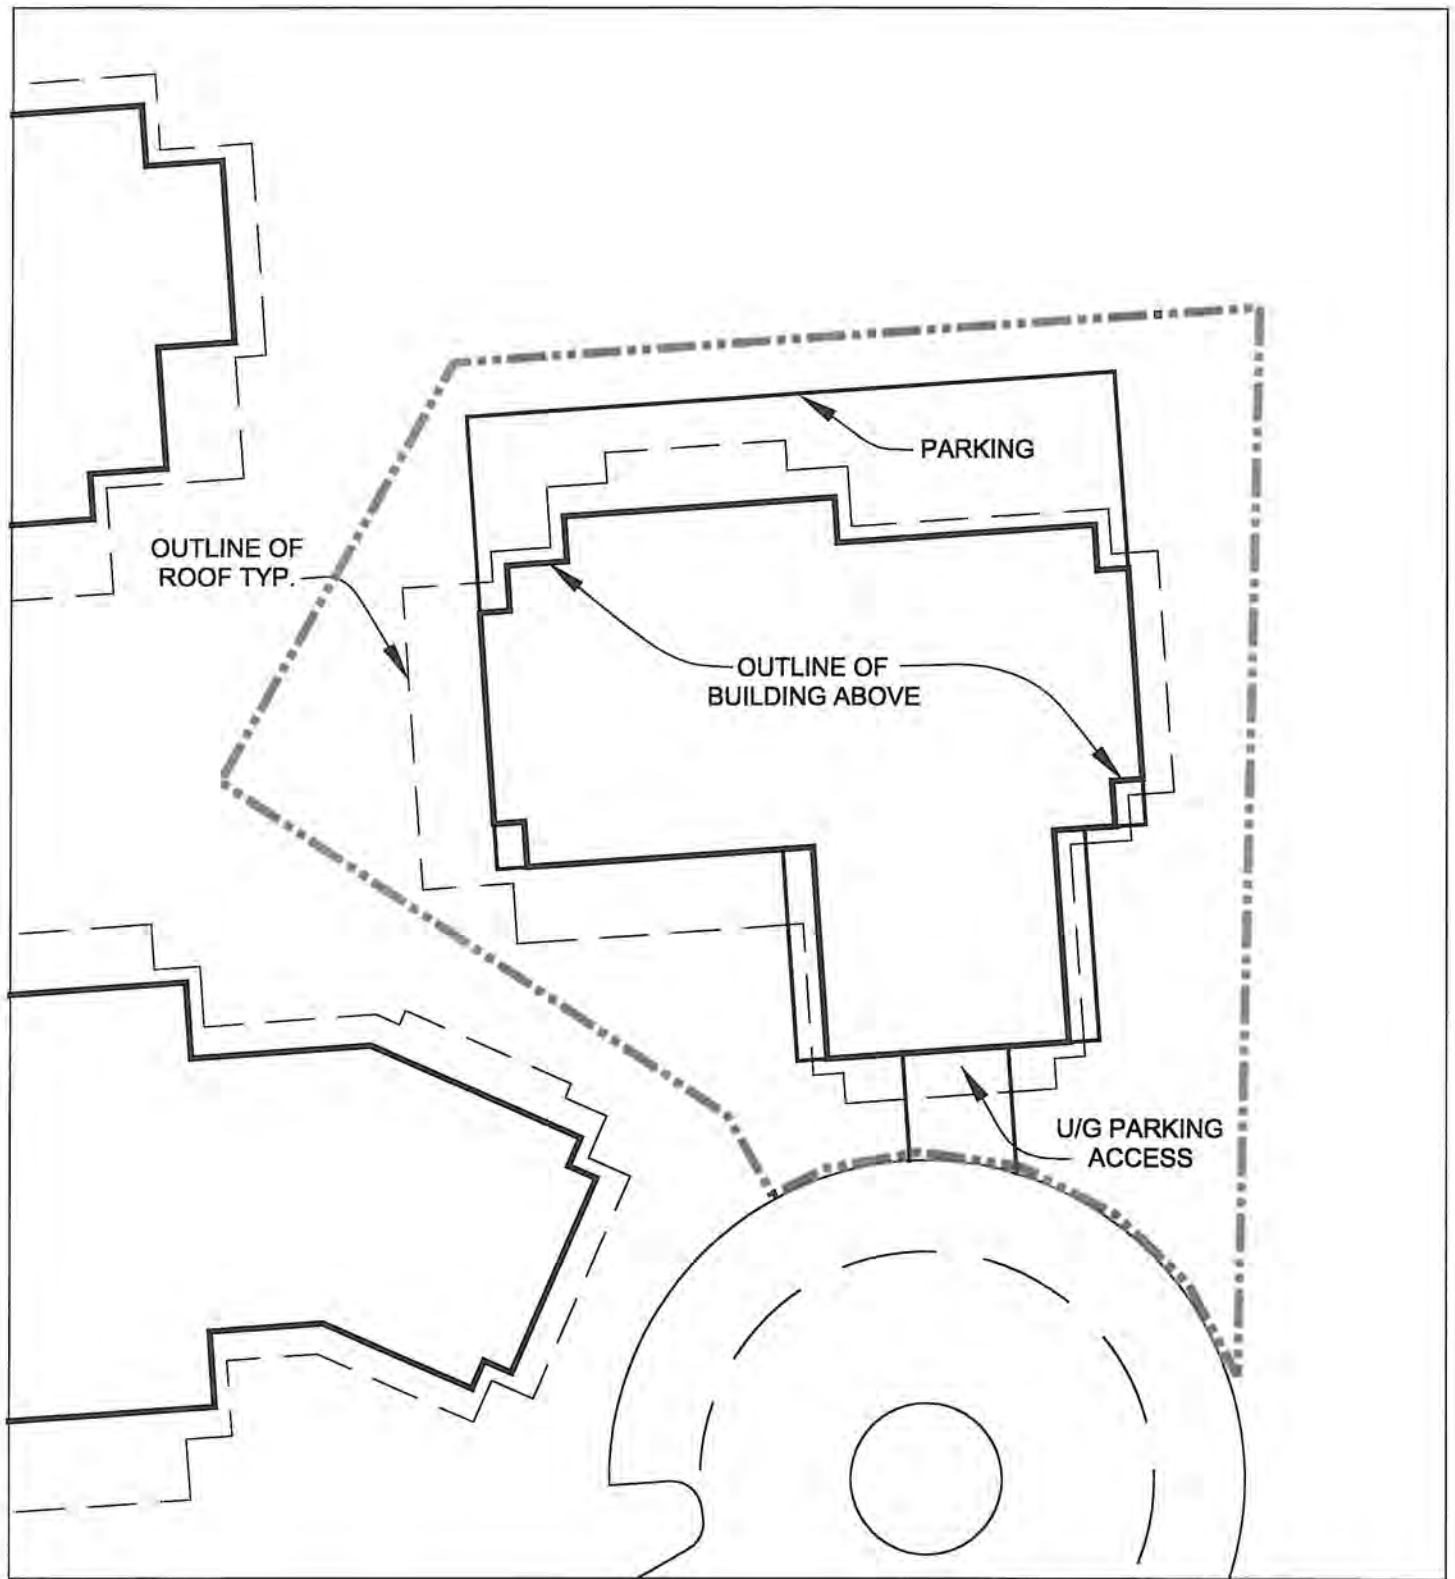 PARKING
OUTLINE OF
ROOF TYP.
OUTLINE OF
BUILDING ABOVE
U/G PARKING
ACCESS